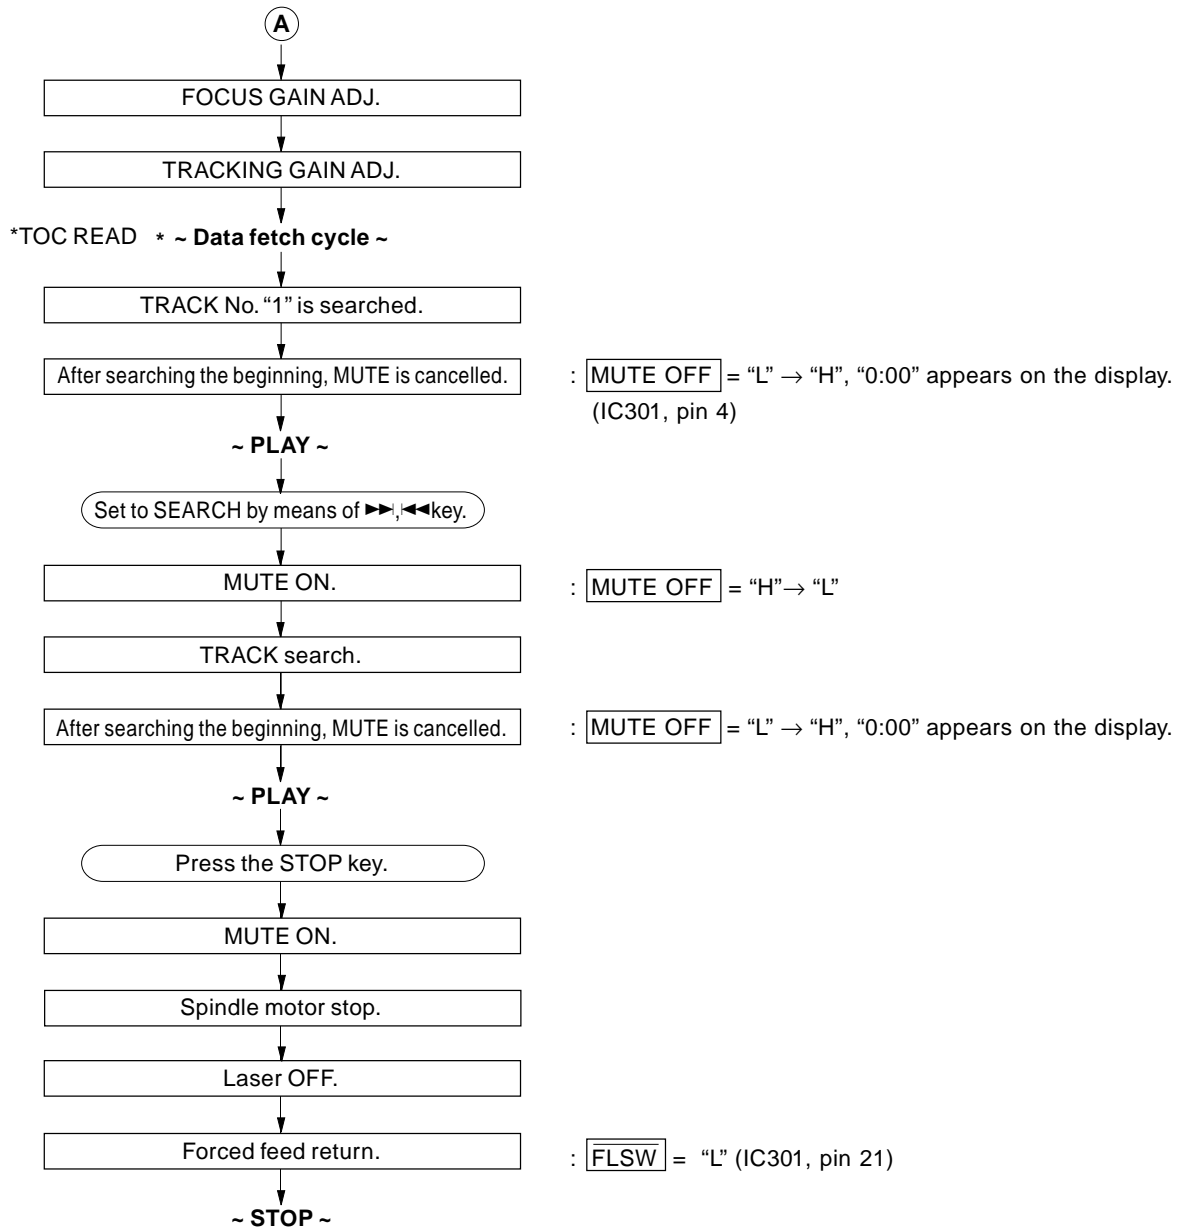 A
FOCUS GAIN ADJ.
TRACKING GAIN ADJ.
*TOC READ * ~ Data fetch cycle ~
TRACK No. “1” is searched.
After searching the beginning, MUTE is cancelled. : MUTE OFF = “L” → “H”, “0:00” appears on the display.
(IC301, pin 4)
~ PLAY ~
Set to SEARCH by means of ►►|,|◄◄ key.
MUTE ON. : MUTE OFF = “H” → “L”
TRACK search.
After searching the beginning, MUTE is cancelled. : MUTE OFF = “L” → “H”, “0:00” appears on the display.
~ PLAY ~
Press the STOP key.
MUTE ON.
Spindle motor stop.
Laser OFF.
Forced feed return. : F̅L̅S̅W̅ = “L” (IC301, pin 21)
~ STOP ~